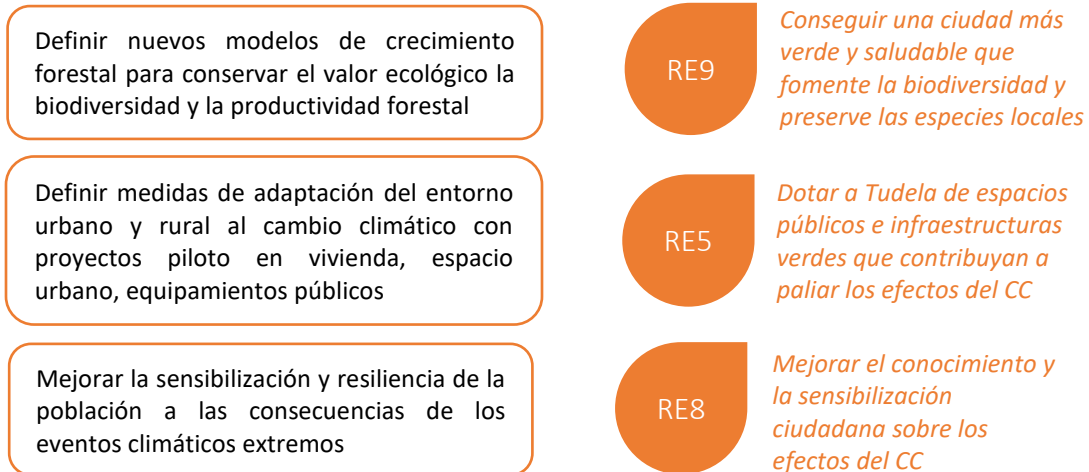 Definir nuevos modelos de crecimiento
forestal para conservar el valor ecológico la
biodiversidad y la productividad forestal
RE9
Conseguir una ciudad más
verde y saludable que
fomente la biodiversidad y
preserve las especies locales
Definir medidas de adaptación del entorno
urbano y rural al cambio climático con
proyectos piloto en vivienda, espacio
urbano, equipamientos públicos
RE5
Dotar a Tudela de espacios
públicos e infraestructuras
verdes que contribuyan a
paliar los efectos del CC
Mejorar la sensibilización y resiliencia de la
población a las consecuencias de los
eventos climáticos extremos
RE8
Mejorar el conocimiento y
la sensibilización
ciudadana sobre los
efectos del CC